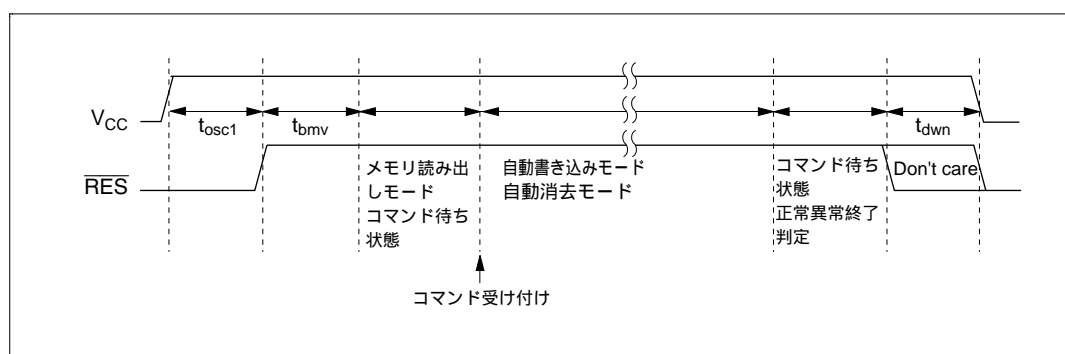 VCC
tosc1
tbmv
tdwn
RES
メモリ読み出
しモード
コマンド待ち
状態
自動書き込みモード
自動消去モード
コマンド待ち
状態
正常異常終了
判定
Don't care
コマンド受け付け